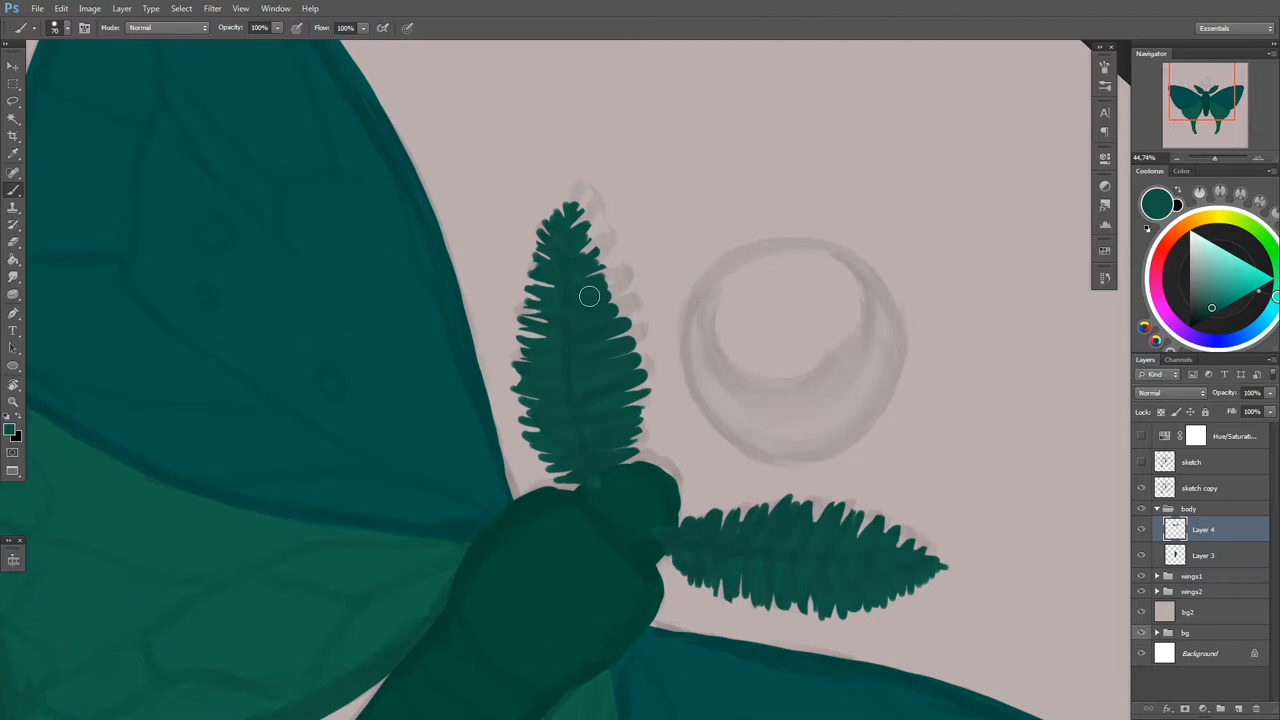 Ps File Edit Image Layer Type Select Filter View Window Help
70 Mode: Normal Opacity: 100% Flow: 100% Essentials
Navigator
44,74%
Coolorus Color
Layers Channels
Kind
Normal Opacity: 100%
Lock: Fill: 100%
Hue/Saturati...
sketch
sketch copy
body
Layer 4
Layer 3
wings1
wings2
bg2
bg
Background